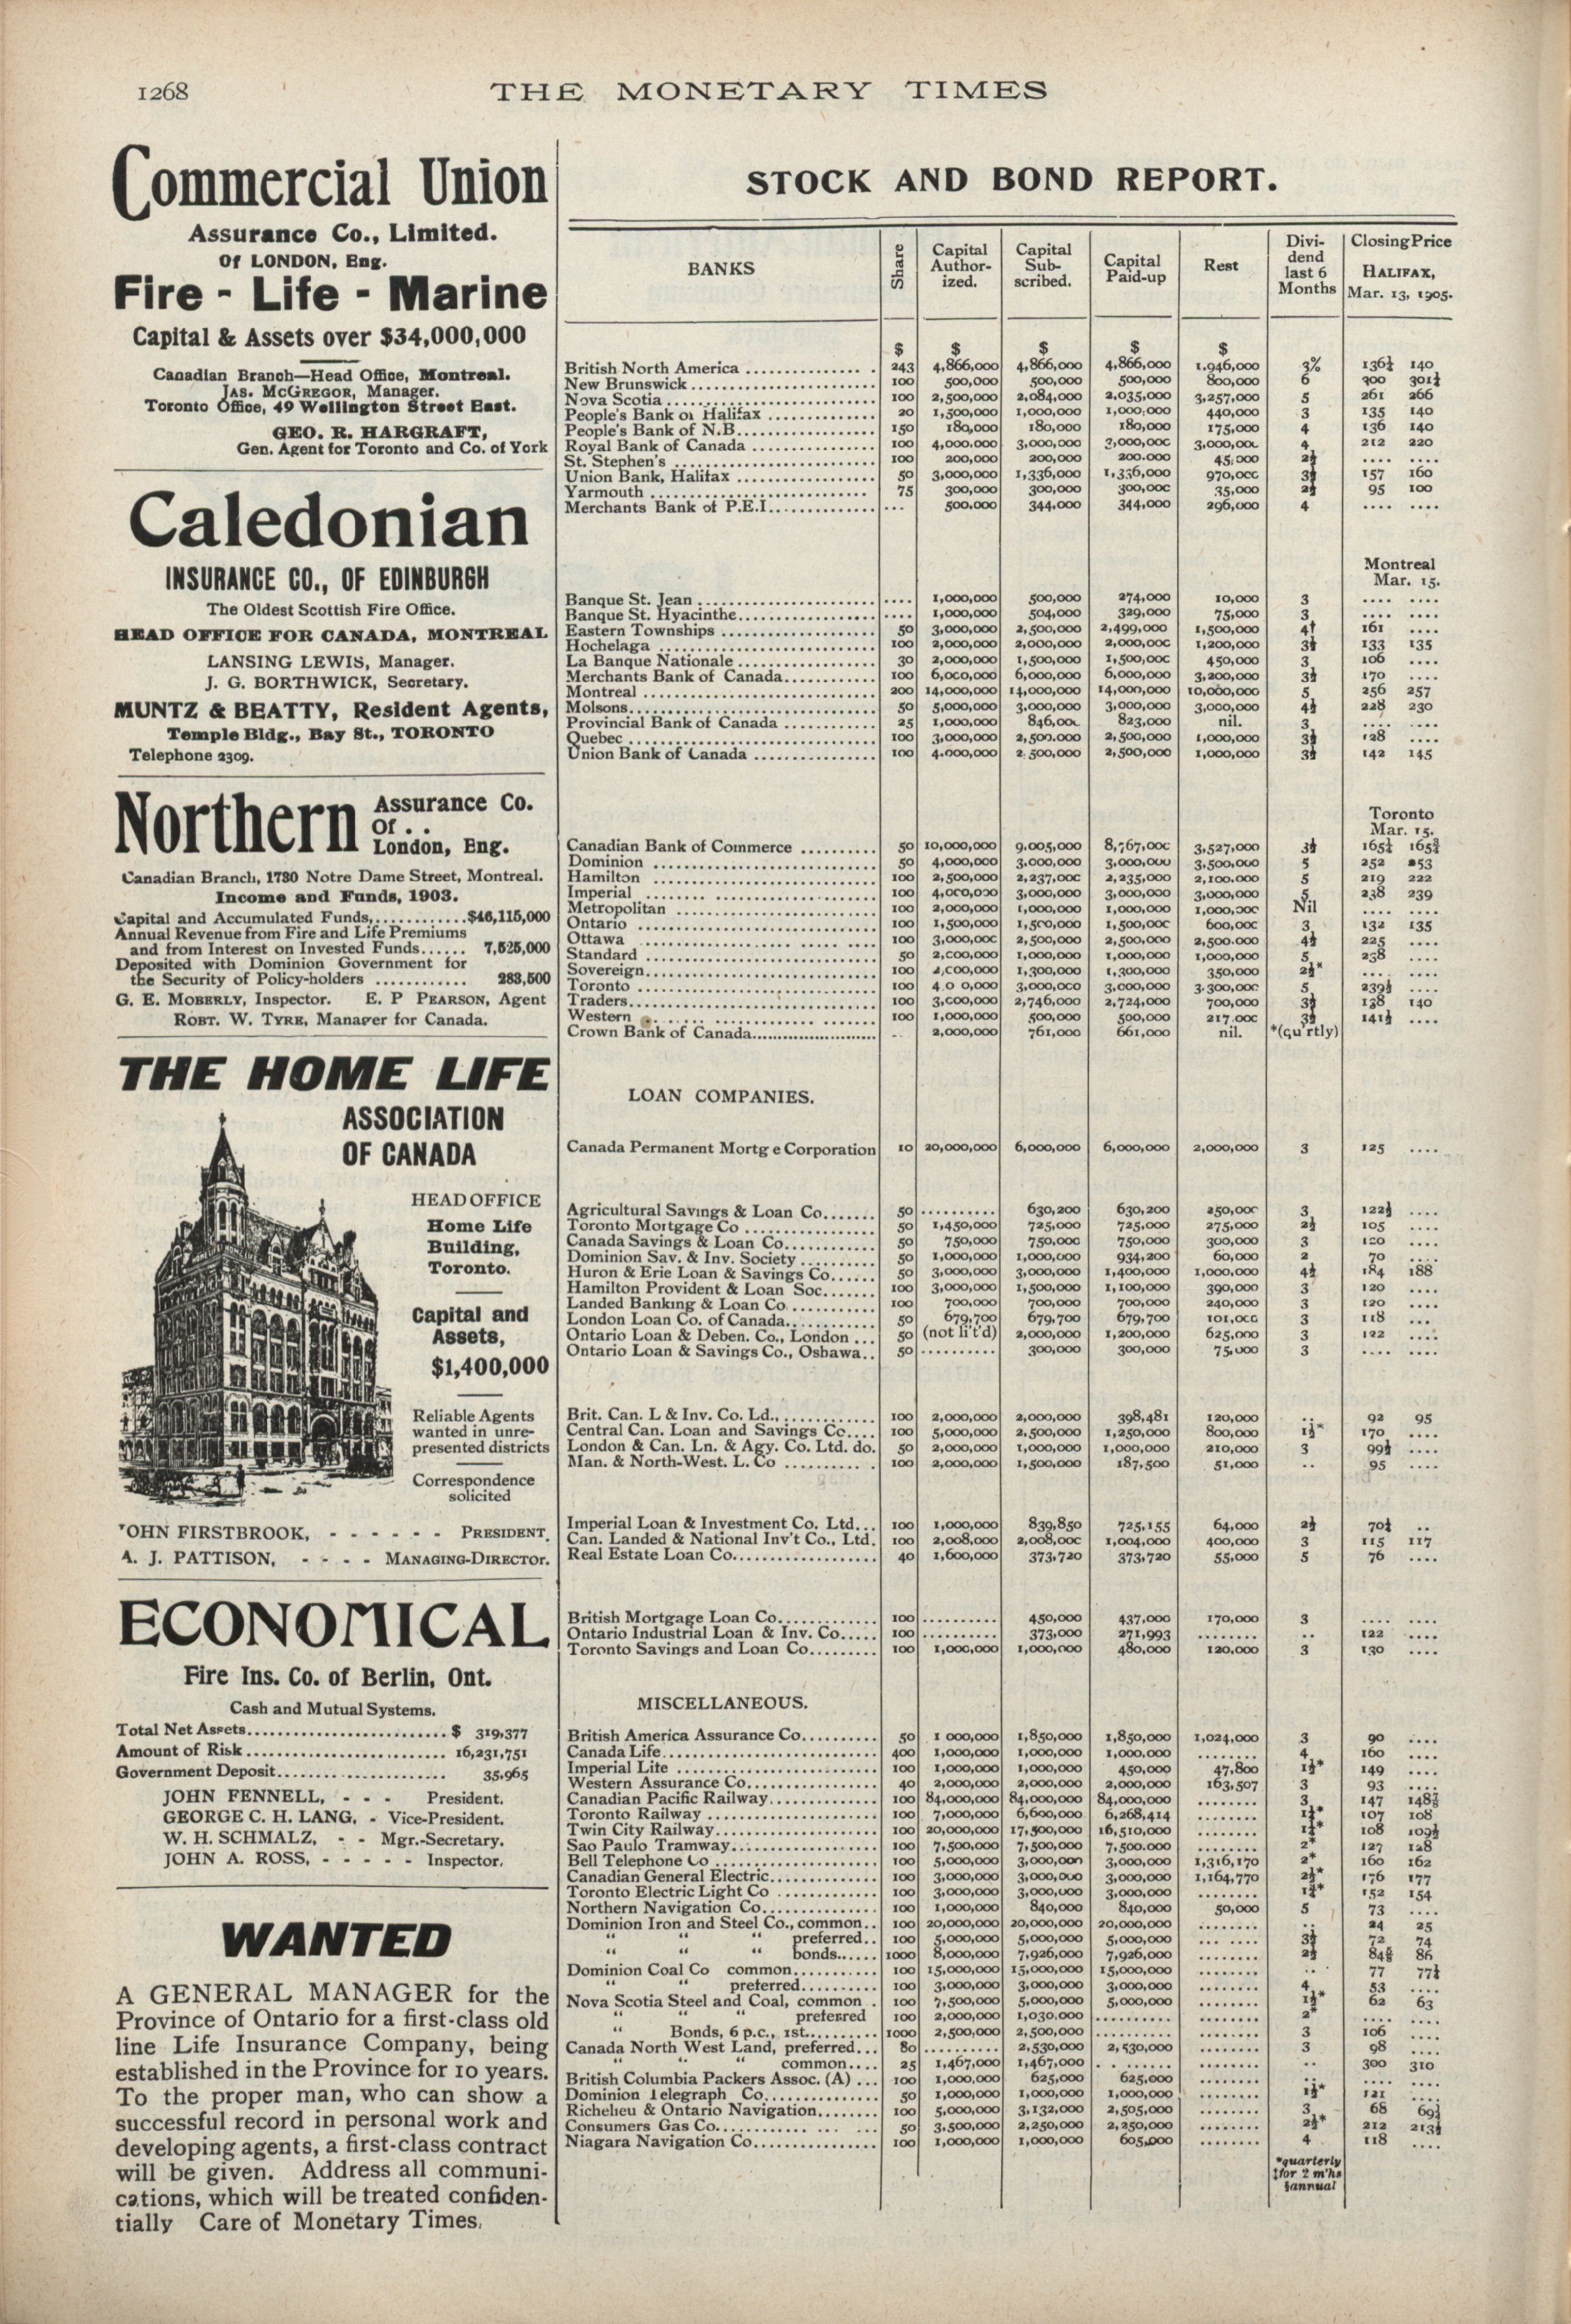 1268
THE MONETARY TIMES
Commercial Union
Assurance Co., Limited.
Of LONDON, Eng.
Fire - Life - Marine
Capital & Assets over $34,000,000
Canadian Branch—Head Office, Montreal.
JAS. MCGREGOR, Manager.
Toronto Office, 49 Wellington Street East.
GEO. R. HARGRAFT,
Gen. Agent for Toronto and Co. of York
Caledonian
INSURANCE CO., OF EDINBURGH
The Oldest Scottish Fire Office.
HEAD OFFICE FOR CANADA, MONTREAL
LANSING LEWIS, Manager.
J. G. BORTHWICK, Secretary.
MUNTZ & BEATTY, Resident Agents,
Temple Bldg., Bay St., TORONTO
Telephone 2309.
Northern Assurance Co.
Of . .
London, Eng.
Canadian Branch, 1780 Notre Dame Street, Montreal.
Income and Funds, 1903.
Capital and Accumulated Funds,............$46,115,000
Annual Revenue from Fire and Life Premiums
and from Interest on Invested Funds...... 7,525,000
Deposited with Dominion Government for
the Security of Policy-holders ............ 283,500
G. E. MOBERLY, Inspector. E. P PEARSON, Agent
ROBT. W. TYRE, Manager for Canada.
THE HOME LIFE
ASSOCIATION
OF CANADA
HEAD OFFICE
Home Life
Building,
Toronto.
Capital and
Assets,
$1,400,000
Reliable Agents
wanted in unre-
presented districts
Correspondence
solicited
OHN FIRSTBROOK, - - - - - - PRESIDENT.
A. J. PATTISON, - - - - MANAGING-DIRECTOR.
ECONOMICAL
Fire Ins. Co. of Berlin, Ont.
Cash and Mutual Systems.
Total Net Assets.......................... $ 319,377
Amount of Risk.......................... 16,231,751
Government Deposit...................... 35,965
JOHN FENNELL, - - - President.
GEORGE C. H. LANG, - Vice-President.
W. H. SCHMALZ, - - Mgr.-Secretary.
JOHN A. ROSS, - - - - - Inspector.
WANTED
A GENERAL MANAGER for the
Province of Ontario for a first-class old
line Life Insurance Company, being
established in the Province for 10 years.
To the proper man, who can show a
successful record in personal work and
developing agents, a first-class contract
will be given. Address all communi-
cations, which will be treated confiden-
tially Care of Monetary Times.
STOCK AND BOND REPORT.
BANKS
Share
Capital Author-ized.
Capital Sub-scribed.
Capital Paid-up
Rest
Divi-dend last 6 Months
Closing Price
HALIFAX,
Mar. 13, 1905.
$ $ $ $ $
British North America 243 4,866,000 4,866,000 4,866,000 1.946,000 3% 136½ 140
New Brunswick 100 500,000 500,000 500,000 800,000 6 300 301½
Nova Scotia 100 2,500,000 2,084,000 2,035,000 3,257,000 5 261 266
People's Bank of Halifax 20 1,500,000 1,000,000 1,000,000 440,000 3 135 140
People's Bank of N.B. 150 180,000 180,000 180,000 175,000 4 136 140
Royal Bank of Canada 100 4,000.000 3,000,000 3,000,000 3,000,000 4 212 220
St. Stephen's 100 200,000 200,000 200.000 45,000 2½ .... ....
Union Bank, Halifax 50 3,000,000 1,336,000 1,336,000 970,000 3½ 157 160
Yarmouth 75 300,000 300,000 300,000 35,000 2½ 95 100
Merchants Bank of P.E.I. ... 500,000 344,000 344,000 296,000 4 .... ....
Montreal
Mar. 15.
Banque St. Jean .... 1,000,000 500,000 274,000 10,000 3 .... ....
Banque St. Hyacinthe .... 1,000,000 504,000 329,000 75,000 3 .... ....
Eastern Townships 50 3,000,000 2,500,000 2,499,000 1,500,000 4† 161 ....
Hochelaga 100 2,000,000 2,000,000 2,000,000 1,200,000 3½ 133 135
La Banque Nationale 30 2,000,000 1,500,000 1,500,000 450,000 3 106 ....
Merchants Bank of Canada 100 6,000,000 6,000,000 6,000,000 3,200,000 3½ 170 ....
Montreal 200 14,000,000 14,000,000 14,000,000 10,000,000 5 256 257
Molsons 50 5,000,000 3,000,000 3,000,000 3,000,000 4½ 228 230
Provincial Bank of Canada 25 1,000,000 846,000 823,000 nil. 3 .... ....
Quebec 100 3,000,000 2,500.000 2,500,000 1,000,000 3½ 128 ....
Union Bank of Canada 100 4.000,000 2,500,000 2,500,000 1,000,000 3½ 142 145
Toronto
Mar. 15.
Canadian Bank of Commerce 50 10,000,000 9,005,000 8,767,000 3,527,000 3½ 165½ 165¾
Dominion 50 4,000,000 3,000,000 3,000,000 3,500,000 5 252 253
Hamilton 100 2,500,000 2,237,000 2,235,000 2,100.000 5 219 222
Imperial 100 4,000,000 3,000,000 3,000,000 3,000,000 5 238 239
Metropolitan 100 2,000,000 1,000,000 1,000,000 1,000,000 Nil .... ....
Ontario 100 1,500,000 1,500,000 1,500,000 600,000 3 132 135
Ottawa 100 3,000,000 2,500,000 2,500,000 2,500.000 4½ 225 ....
Standard 50 2,000,000 1,000,000 1,000,000 1,000,000 5 238 ....
Sovereign 100 2,000,000 1,300,000 1,300,000 350,000 2½* .... ....
Toronto 100 4 0 0,000 3,000,000 3,000,000 3.300,000 5 239½ ....
Traders 100 3,000,000 2,746,000 2,724,000 700,000 3½ 138 140
Western 100 1,000,000 500,000 500,000 217.000 3½ 141½ ....
Crown Bank of Canada .. 2,000,000 761,000 661,000 nil. *(qu'rtly)
LOAN COMPANIES.
Canada Permanent Mortg e Corporation 10 20,000,000 6,000,000 6,000,000 2,000,000 3 125 ....
Agricultural Savings & Loan Co. 50 .......... 630,200 630,200 250,000 3 122½ ....
Toronto Mortgage Co 50 1,450,000 725,000 725,000 275,000 2½ 105 ....
Canada Savings & Loan Co. 50 750,000 750,000 750,000 300,000 3 120 ....
Dominion Sav. & Inv. Society 50 1,000,000 1,000,000 934,200 60,000 2 70 ....
Huron & Erie Loan & Savings Co. 50 3,000,000 3,000,000 1,400,000 1,000,000 4½ 184 188
Hamilton Provident & Loan Soc. 100 3,000,000 1,500,000 1,100,000 390,000 3 120 ....
Landed Banking & Loan Co. 100 700,000 700,000 700,000 240,000 3 120 ....
London Loan Co. of Canada 50 679,700 679,700 679,700 101,000 3 118 ...
Ontario Loan & Deben. Co., London 50 (not li't'd) 2,000,000 1,200,000 625,000 3 122 ....
Ontario Loan & Savings Co., Oshawa 50 .......... 300,000 300,000 75,000 3 .... ....
Brit. Can. L & Inv. Co. Ld. 100 2,000,000 2,000,000 398,481 120,000 .. 92 95
Central Can. Loan and Savings Co. 100 5,000,000 2,500,000 1,250,000 800,000 1½* 170 ....
London & Can. Ln. & Agy. Co. Ltd. do. 50 2,000,000 1,000,000 1,000,000 210,000 3 99½ ....
Man. & North-West. L. Co 100 2,000,000 1,500,000 187,500 51,000 .. 95 ....
Imperial Loan & Investment Co. Ltd. 100 1,000,000 839,850 725,155 64,000 2½ 70½ ..
Can. Landed & National Inv't Co., Ltd. 100 2,008,000 2,008,000 1,004,000 400,000 3 115 117
Real Estate Loan Co. 40 1,600,000 373,720 373,720 55,000 5 76 ....
British Mortgage Loan Co. 100 .......... 450,000 437,000 170,000 3 .... ....
Ontario Industrial Loan & Inv. Co. 100 .......... 373,000 271,993 ........ .. 122 ....
Toronto Savings and Loan Co. 100 1,000,000 1,000,000 480,000 120,000 3 130 ....
MISCELLANEOUS.
British America Assurance Co. 50 1 000,000 1,850,000 1,850,000 1,024,000 3 90 ....
Canada Life 400 1,000,000 1,000,000 1,000,000 ........ 4 160 ....
Imperial Life 100 1,000,000 1,000,000 450,000 47,800 1½* 149 ....
Western Assurance Co. 40 2,000,000 2,000,000 2,000,000 163,507 3 93 ....
Canadian Pacific Railway 100 84,000,000 84,000,000 84,000,000 ........ 3 147 148⅞
Toronto Railway 100 7,000,000 6,600,000 6,268,414 ........ 107 108
Twin City Railway 100 20,000,000 17,500,000 16,510,000 ........ 108 109½
Sao Paulo Tramway 100 7,500,000 7,500,000 7,500.000 ........ 2* 127 128
Bell Telephone Co 100 5,000,000 3,000,000 3,000,000 1,316,170 2* 160 162
Canadian General Electric 100 3,000,000 3,000,000 3,000,000 1,164,770 2½* 176 177
Toronto Electric Light Co 100 3,000,000 3,000,000 3,000,000 ........ 152 154
Northern Navigation Co. 100 1,000,000 840,000 840,000 50,000 5 73 ....
Dominion Iron and Steel Co., common 100 20,000,000 20,000,000 20,000,000 ........ .. 24 25
" " " preferred 100 5,000,000 5,000,000 5,000,000 ........ 3½ 72 74
" " " bonds 1000 8,000,000 7,926,000 7,926,000 ........ 2½ 86
Dominion Coal Co common 100 15,000,000 15,000,000 15,000,000 ........ .. 77 77½
" " preferred 100 3,000,000 3,000,000 3,000,000 ........ 4 53 ....
Nova Scotia Steel and Coal, common 100 7,500,000 5,000,000 5,000,000 ........ 1½* 62 63
" " preferred 100 2,000,000 1,030,000 .......... ........ 2* .... ....
" Bonds, 6 p.c., 1st. 1000 2,500,000 2,500,000 .......... ........ 3 106 ....
Canada North West Land, preferred 80 .......... 2,530,000 2,530,000 ........ 3 98 ....
" " " common 25 1,467,000 1,467,000 ........ ........ .. 300 310
British Columbia Packers Assoc. (A) 100 1,000,000 625,000 625,000 ........ .. .... ....
Dominion Telegraph Co. 50 1,000,000 1,000,000 1,000,000 ........ 1½* 121 ....
Richelieu & Ontario Navigation 100 5,000,000 3,132,000 2,505,000 ........ 3 68 69½
Consumers Gas Co. 50 3,500,000 2,250,000 2,250,000 ........ 2½* 212 213½
Niagara Navigation Co. 100 1,000,000 1,000,000 605,000 ........ 4 118 ....
*quarterly
‡for 2 m'hs
§annual